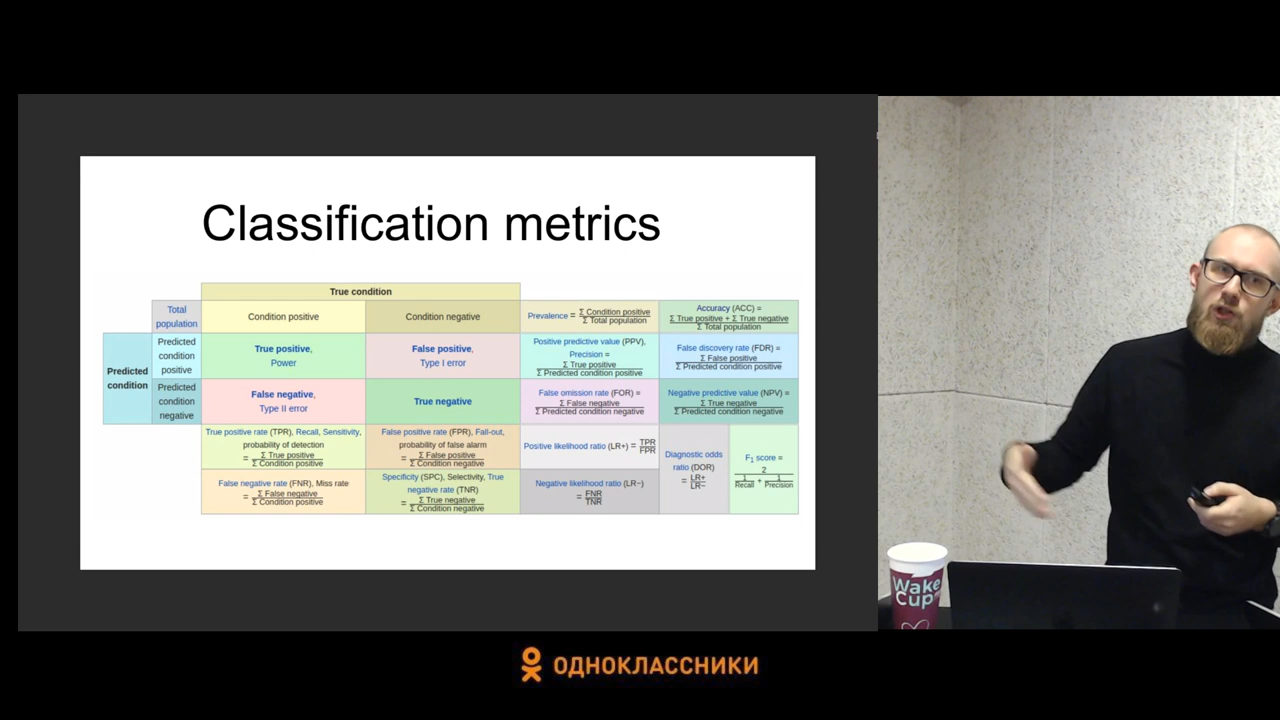 Classification metrics
True condition
Total
population
Condition positive
Condition negative
Prevalence = Σ Condition positive
Σ Total population
Accuracy (ACC) =
Σ True positive + Σ True negative
Σ Total population
Predicted
condition
Predicted
condition
positive
True positive,
Power
False positive,
Type I error
Positive predictive value (PPV),
Precision =
Σ True positive
Σ Predicted condition positive
False discovery rate (FDR) =
Σ False positive
Σ Predicted condition positive
Predicted
condition
negative
False negative,
Type II error
True negative
False omission rate (FOR) =
Σ False negative
Σ Predicted condition negative
Negative predictive value (NPV) =
Σ True negative
Σ Predicted condition negative
True positive rate (TPR), Recall, Sensitivity,
probability of detection
= Σ True positive
Σ Condition positive
False positive rate (FPR), Fall-out,
probability of false alarm
= Σ False positive
Σ Condition negative
Positive likelihood ratio (LR+) = TPR
FPR
Diagnostic odds
ratio (DOR)
= LR+
LR−
F1 score =
2
1
Recall
+
1
Precision
False negative rate (FNR), Miss rate
= Σ False negative
Σ Condition positive
Specificity (SPC), Selectivity, True
negative rate (TNR)
= Σ True negative
Σ Condition negative
Negative likelihood ratio (LR−)
= FNR
TNR
Wake
Cup
ОДНОКЛАССНИКИ